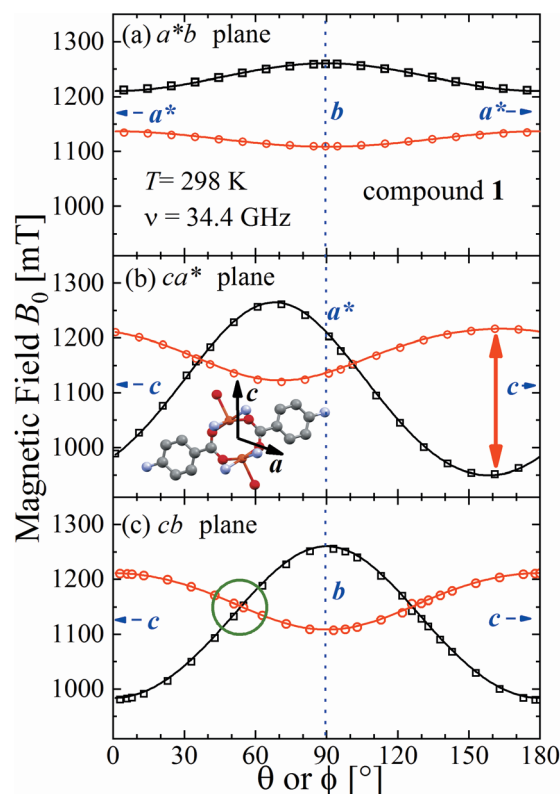 (a) a*b plane
1300
1200
1100
1000
a*
b
a*
T= 298 K
ν = 34.4 GHz
compound 1
(b) ca* plane
1200
1100
1000
a*
c
c
c
a
(c) cb plane
1300
1200
1100
1000
b
c
c
0 30 60 90 120 150 180
θ or ϕ [°]
Magnetic Field B0 [mT]